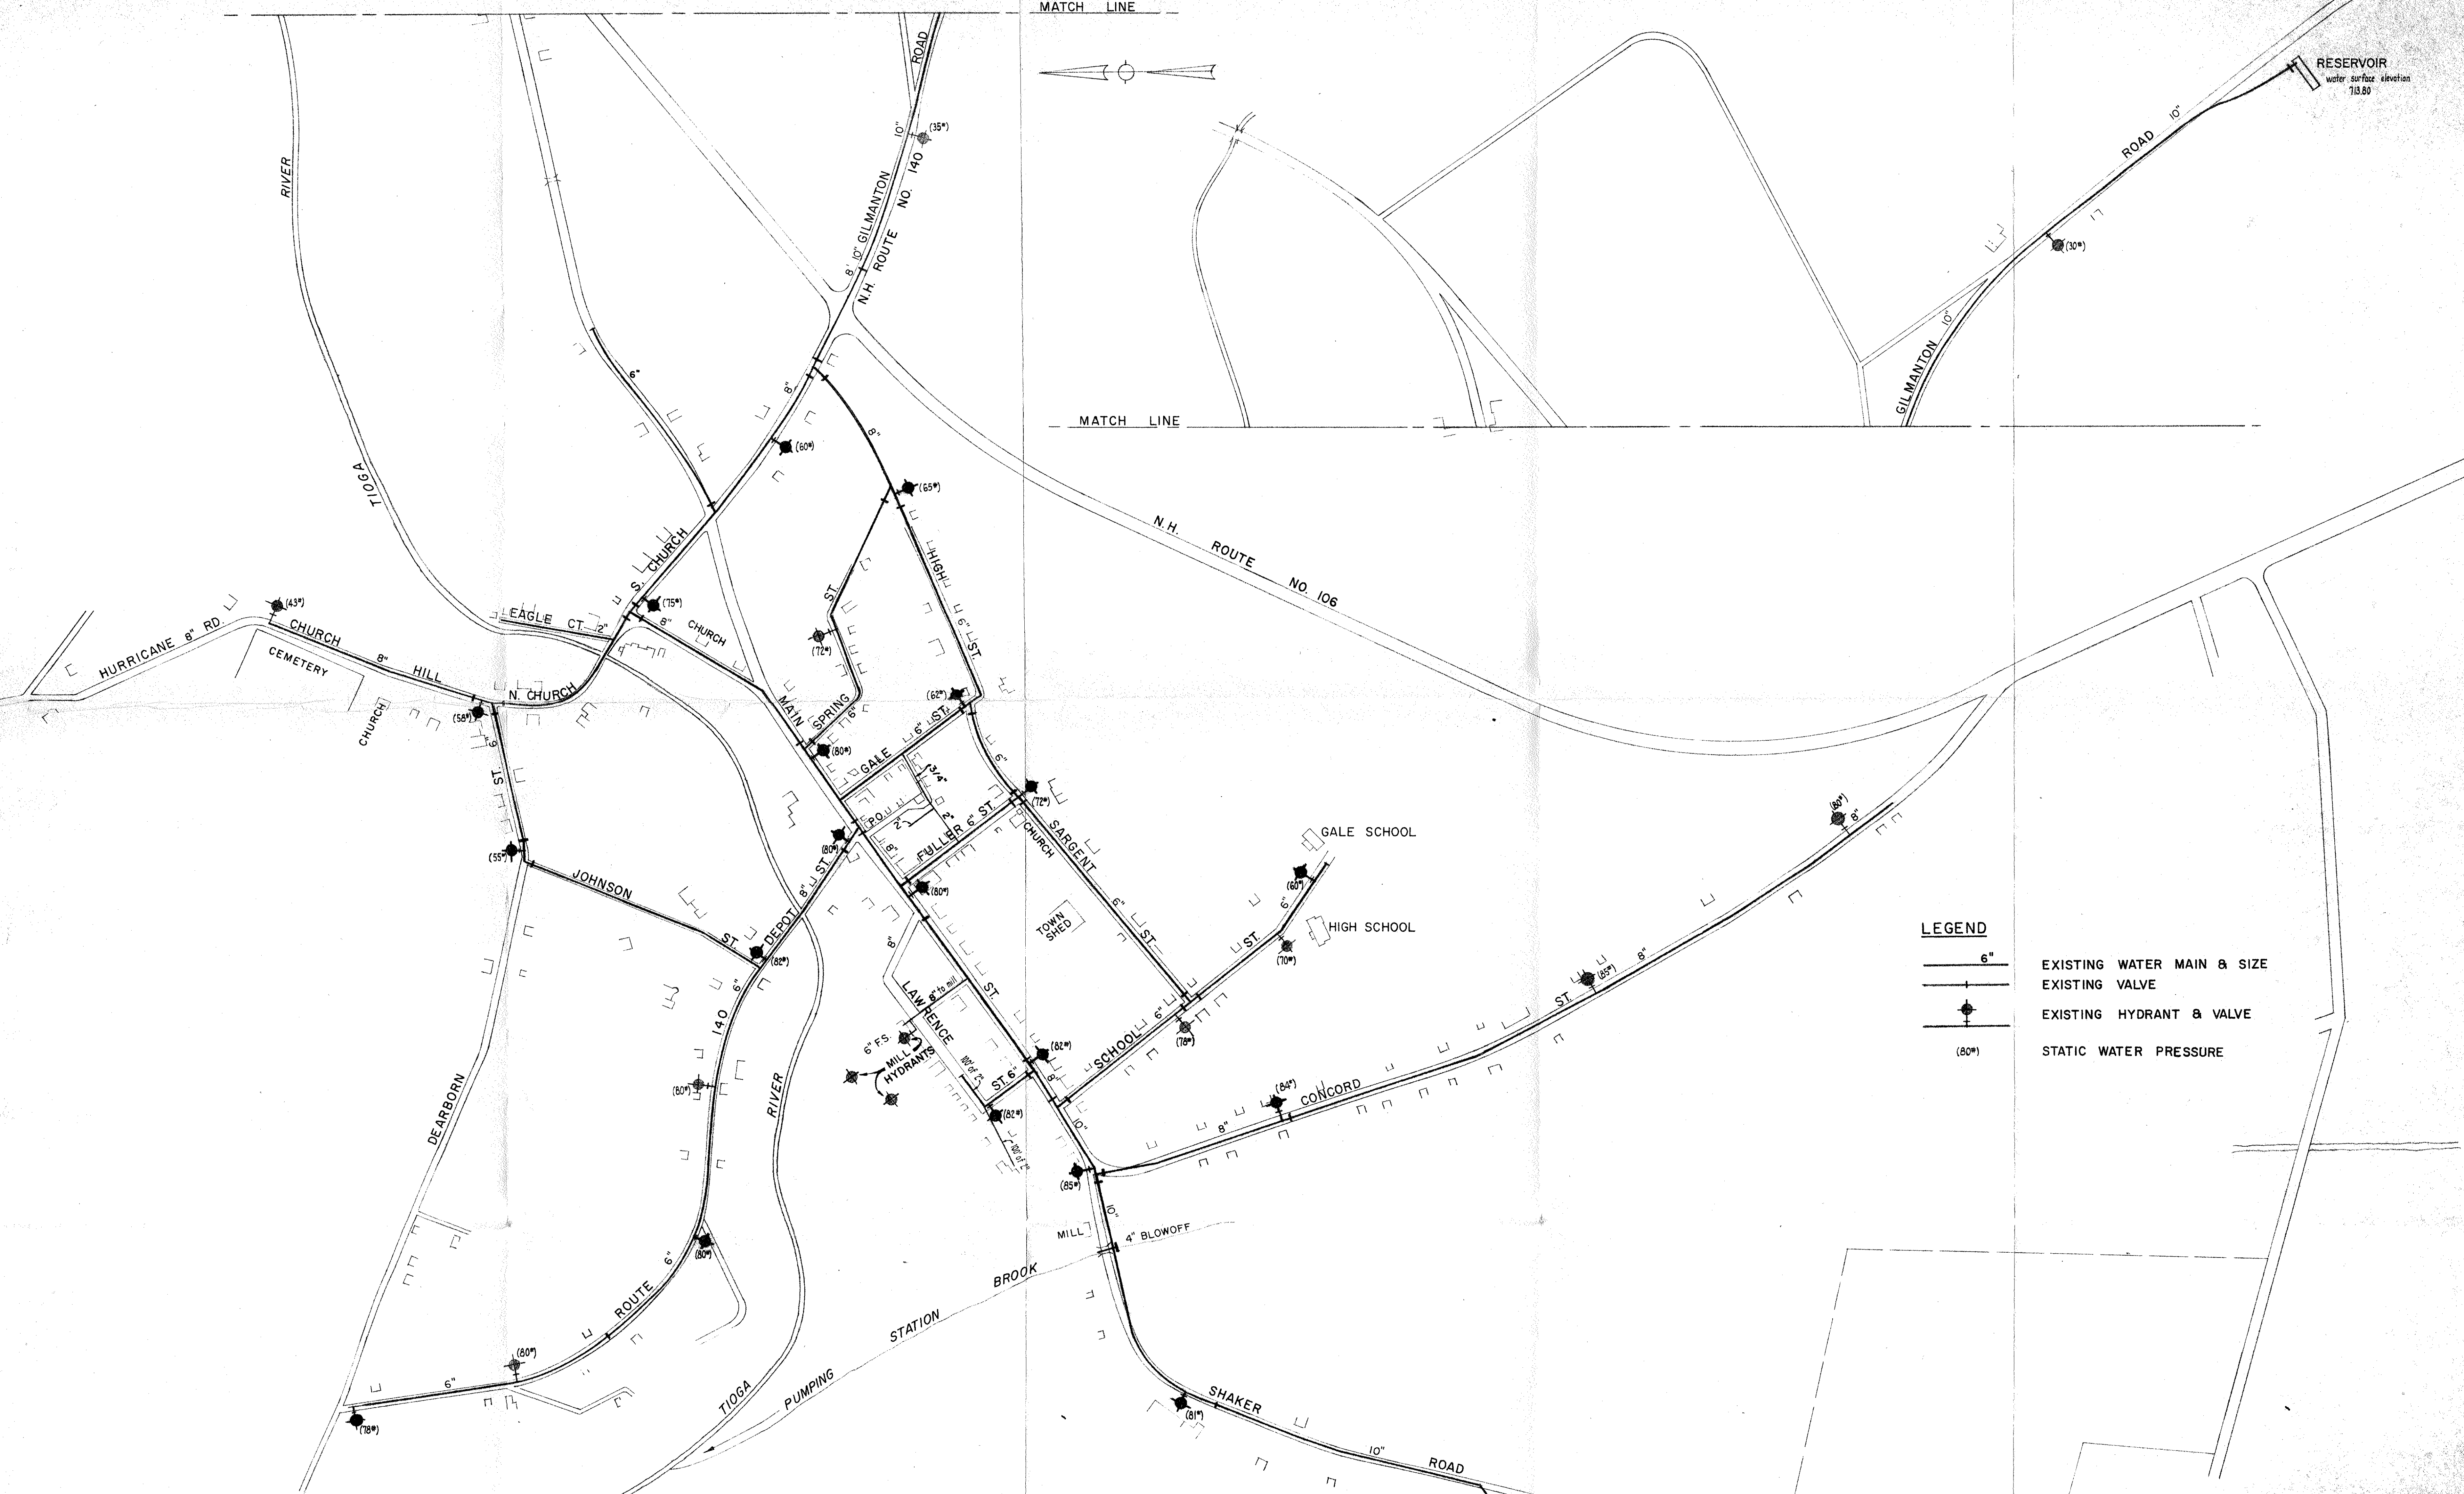 MATCH LINE
RESERVOIR
water surface elevation
713.80
ROAD
10"
(35#)
10"
ROAD
RIVER
GILMANTON
N.H. ROUTE NO. 140
8" 10"
(30#)
10"
GILMANTON
MATCH LINE
6"
8"
(60#)
8"
(65#)
TIOGA
N.H. ROUTE NO. 106
S. CHURCH
HIGH
ST.
6"
(43#)
EAGLE CT. 2"
(75#)
8"
CHURCH
ST.
(72#)
HURRICANE 8" RD.
CHURCH
HILL
8"
CEMETERY
N. CHURCH
CHURCH
(58#)
MAIN
SPRING
6"
(62#)
GALE
6"
ST.
(80#)
6"
ST.
3/4"
6"
(72#)
P.O.
2"
2"
8"
FULLER 6" ST.
CHURCH
SARGENT
(80#)
8"
GALE SCHOOL
(55#)
(80#)
8"
ST.
JOHNSON
(80#)
(60#)
6"
ST.
DEPOT
6"
TOWN
SHED
HIGH SCHOOL
LEGEND
6" EXISTING WATER MAIN & SIZE
EXISTING VALVE
EXISTING HYDRANT & VALVE
(80#) STATIC WATER PRESSURE
8"
(82#)
ST.
ST.
(70#)
8"
(85#)
ST.
6"
140
LAWRENCE
8" to mill
ST.
6"
(78#)
SCHOOL
6" F.S.
MILL
HYDRANTS
100' of 2"
ST. 6"
(82#)
8"
(80#)
RIVER
(82#)
(84#)
CONCORD
8"
10"
100' of 2"
DEARBORN
(85#)
10"
MILL
4" BLOWOFF
(80#)
6"
ROUTE
PUMPING STATION BROOK
(80#)
6"
TIOGA
(78#)
(81#)
SHAKER
10"
ROAD